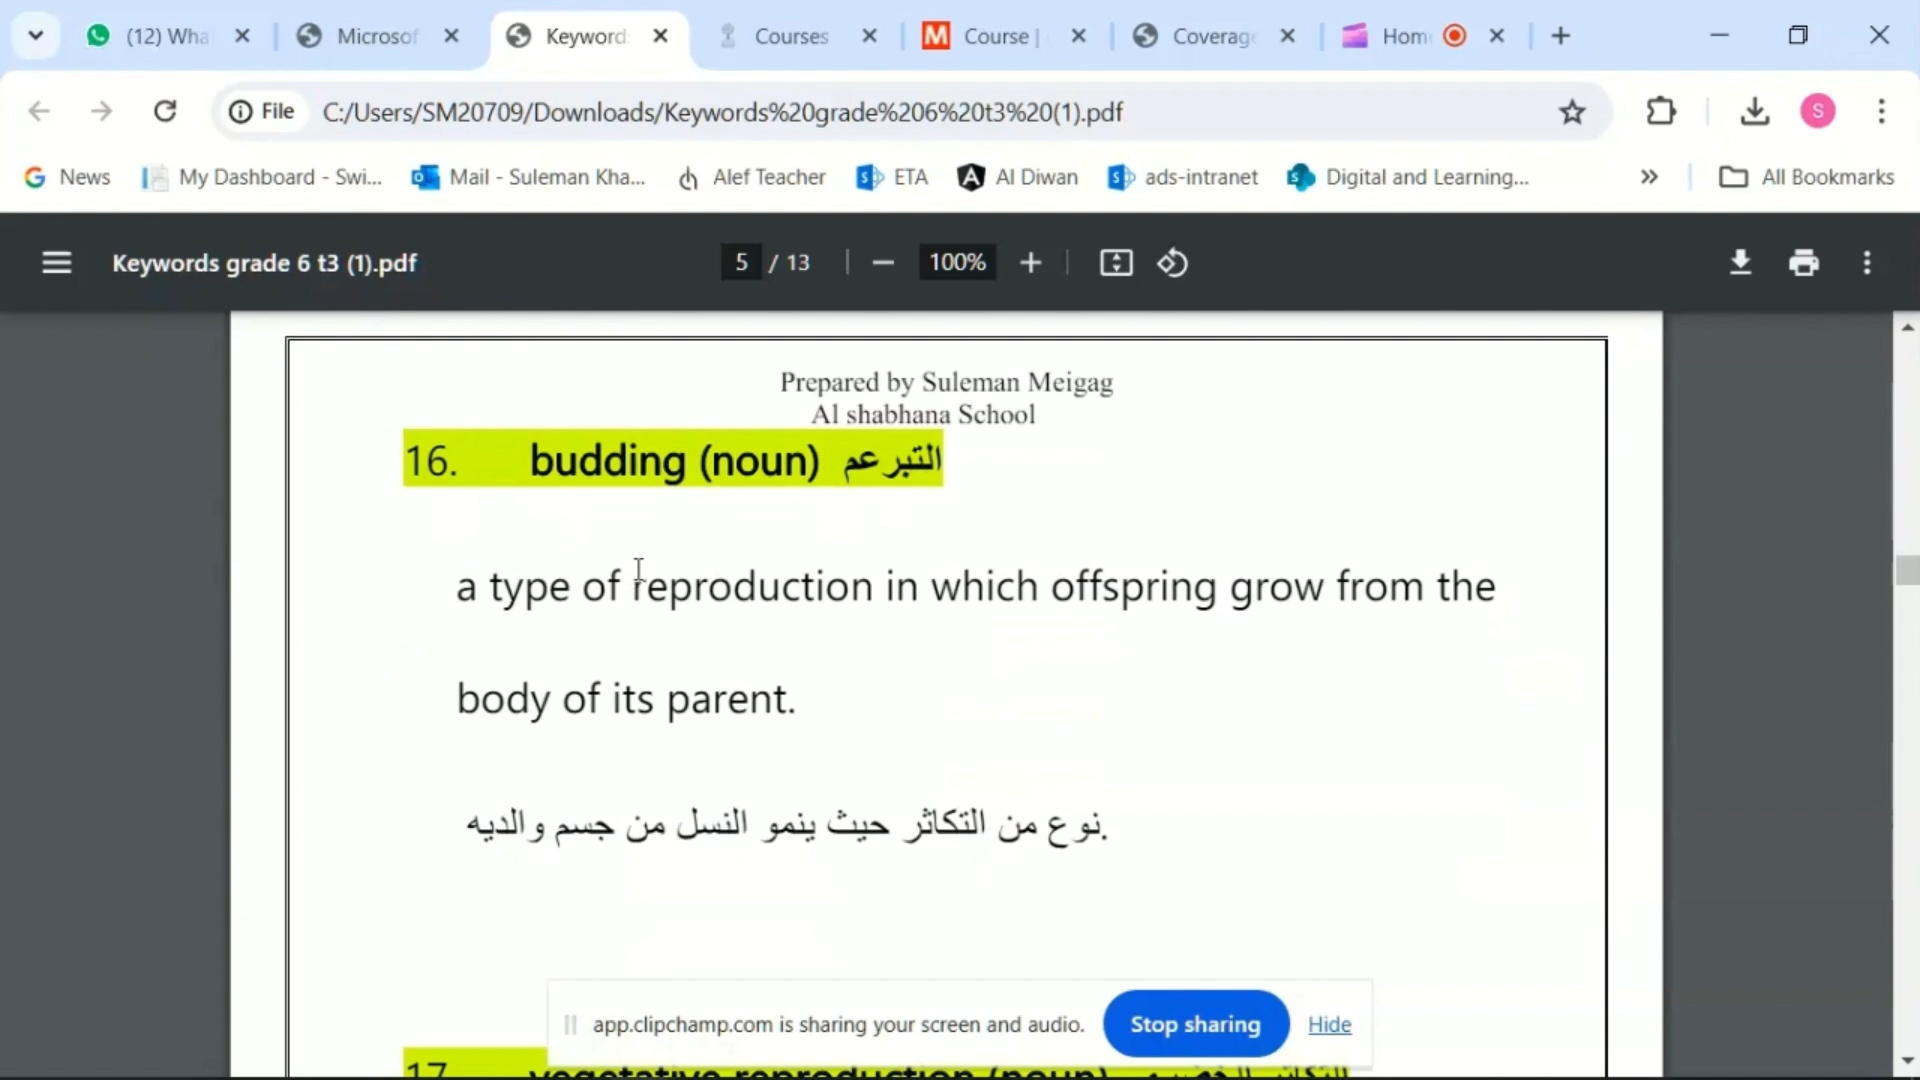 (12) Wha
Microsof
Keyword
Courses
Course |
Coverag
Hom
File
C:/Users/SM20709/Downloads/Keywords%20grade%206%20t3%20(1).pdf
S
News
My Dashboard - Swi...
Mail - Suleman Kha...
Alef Teacher
ETA
Al Diwan
ads-intranet
Digital and Learning...
All Bookmarks
Keywords grade 6 t3 (1).pdf
5 / 13
100%
Prepared by Suleman Meigag
Al shabhana School
16. budding (noun) التبرعم
a type of reproduction in which offspring grow from the
body of its parent.
نوع من التكاثر حيث ينمو النسل من جسم والديه.
app.clipchamp.com is sharing your screen and audio.
Stop sharing
Hide
17. vegetative reproduction (noun)